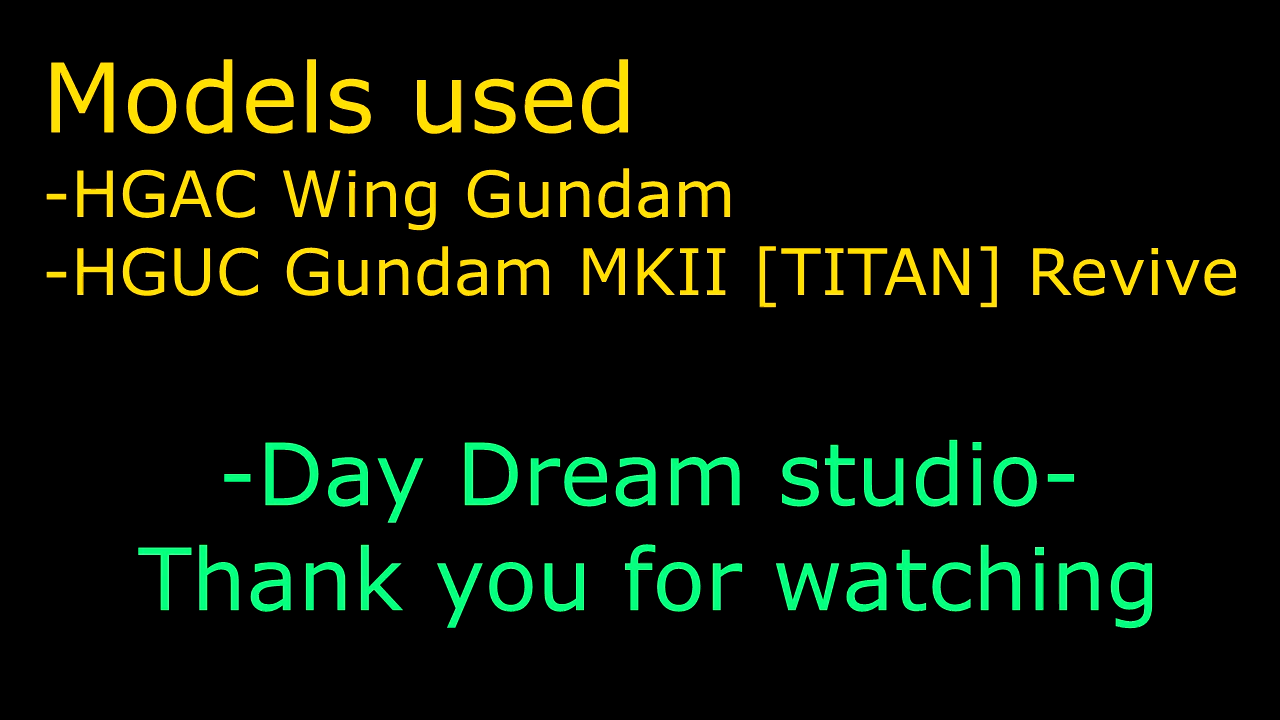 Models used
-HGAC Wing Gundam
-HGUC Gundam MKII [TITAN] Revive
-Day Dream studio-
Thank you for watching